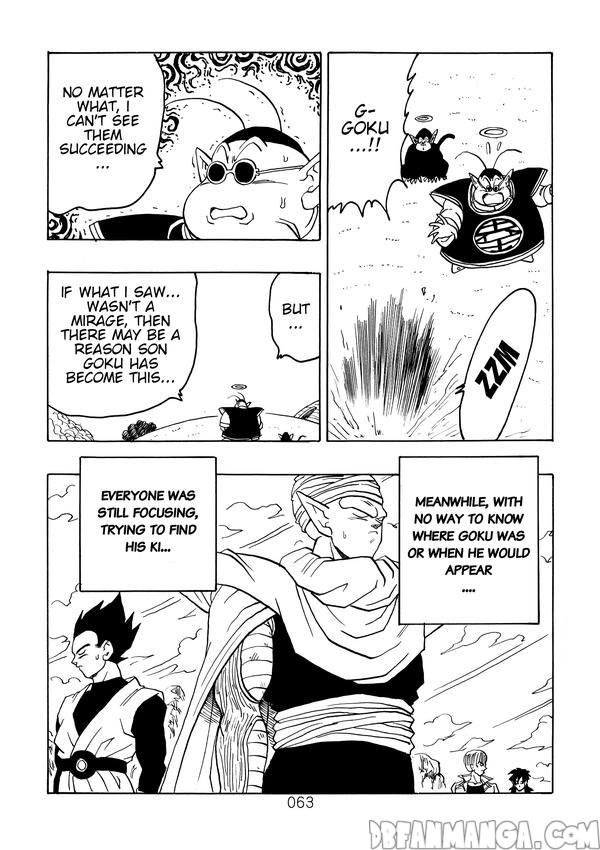 G-
GOKU
...!!
ZZM
NO MATTER
WHAT, I
CAN'T SEE
THEM
SUCCEEDING
...
BUT
...
IF WHAT I SAW...
WASN'T A
MIRAGE, THEN
THERE MAY BE A
REASON SON
GOKU HAS
BECOME THIS...
MEANWHILE, WITH
NO WAY TO KNOW
WHERE GOKU WAS
OR WHEN HE WOULD
APPEAR
....
EVERYONE WAS
STILL FOCUSING,
TRYING TO FIND
HIS KI...
063
DBFANMANGA.COM